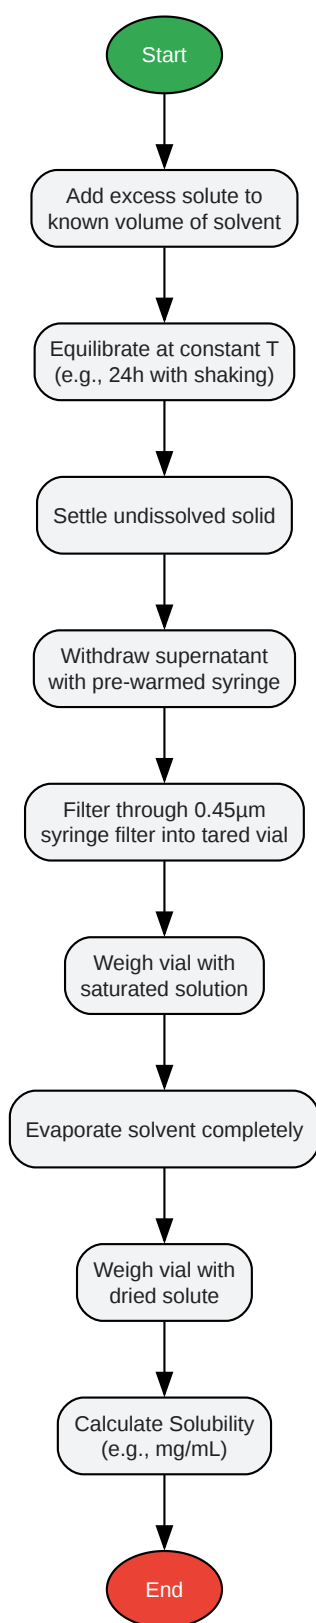 Start
Add excess solute to
known volume of solvent
Equilibrate at constant T
(e.g., 24h with shaking)
Settle undissolved solid
Withdraw supernatant
with pre-warmed syringe
Filter through 0.45µm
syringe filter into tared vial
Weigh vial with
saturated solution
Evaporate solvent completely
Weigh vial with
dried solute
Calculate Solubility
(e.g., mg/mL)
End